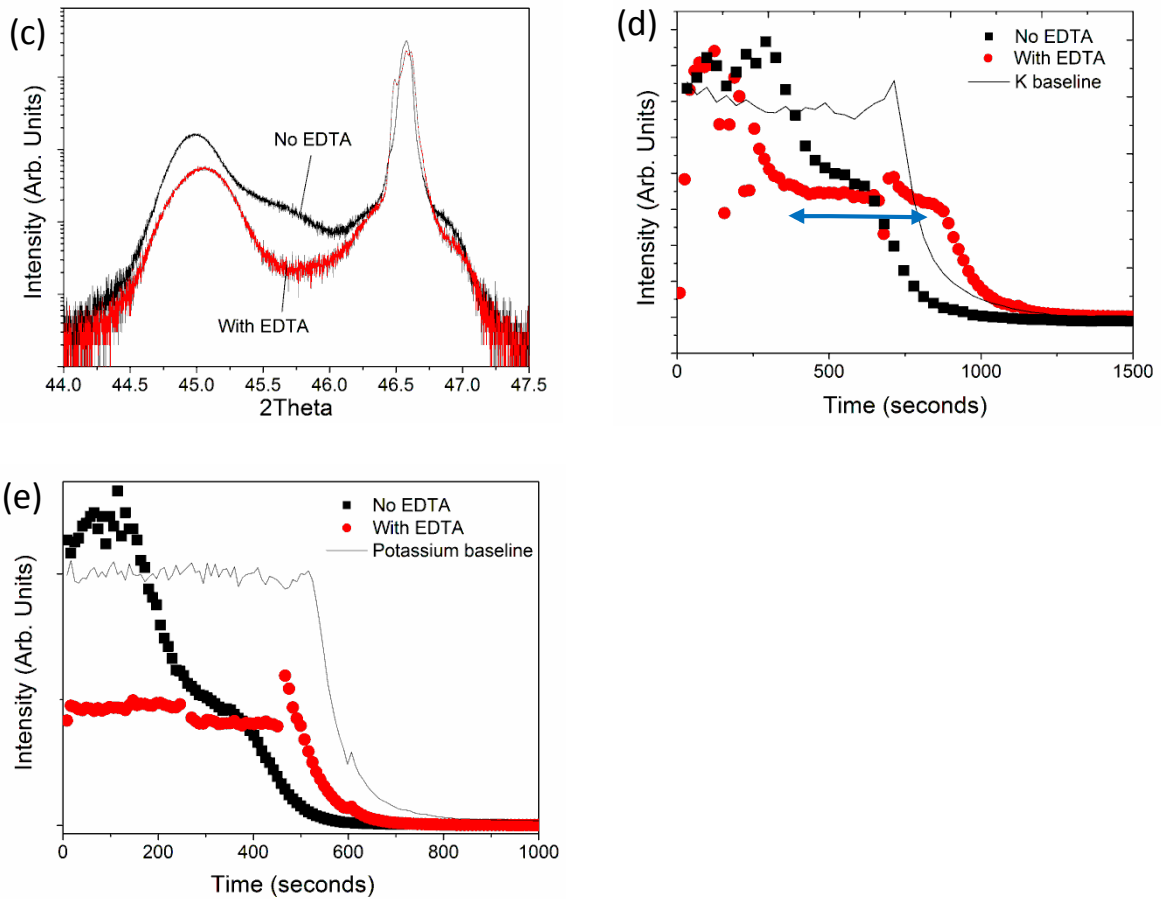 (c)
Intensity (Arb. Units)
No EDTA
With EDTA
44.0 44.5 45.0 45.5 46.0 46.5 47.0 47.5
2Theta
(d)
Intensity (Arb. Units)
No EDTA
With EDTA
K baseline
0 500 1000 1500
Time (seconds)
(e)
Intensity (Arb. Units)
No EDTA
With EDTA
Potassium baseline
0 200 400 600 800 1000
Time (seconds)